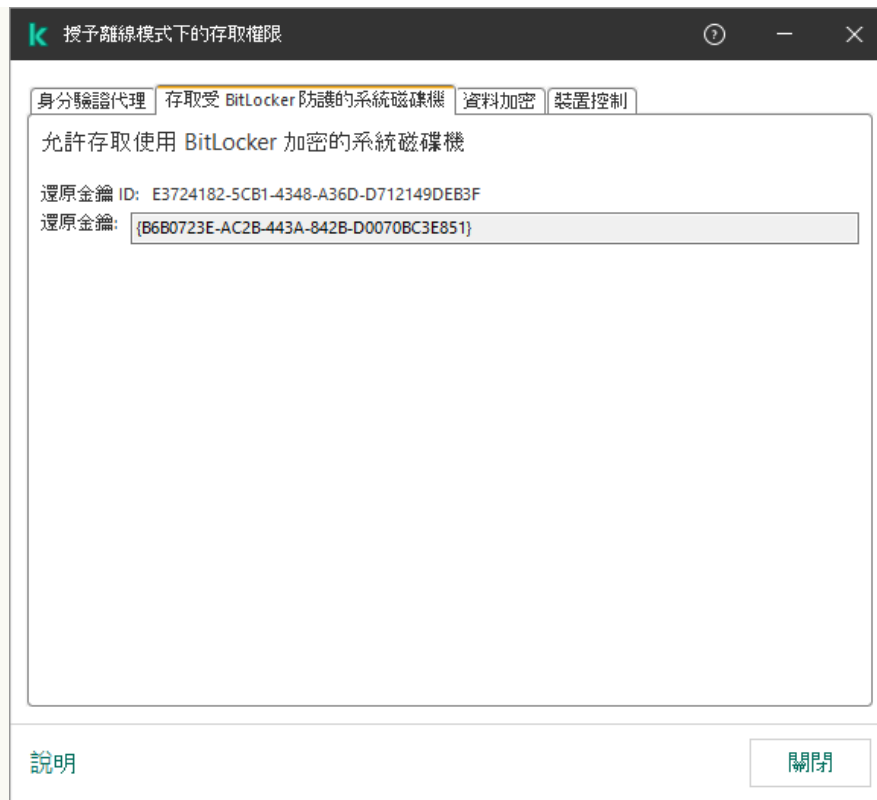 授予離線模式下的存取權限
身分驗證代理 存取受 BitLocker 防護的系統磁碟機 資料加密 裝置控制
允許存取使用 BitLocker 加密的系統磁碟機
還原金鑰 ID: E3724182-5CB1-4348-A36D-D712149DEB3F
還原金鑰: {B6B0723E-AC2B-443A-842B-D0070BC3E851}
說明
關閉